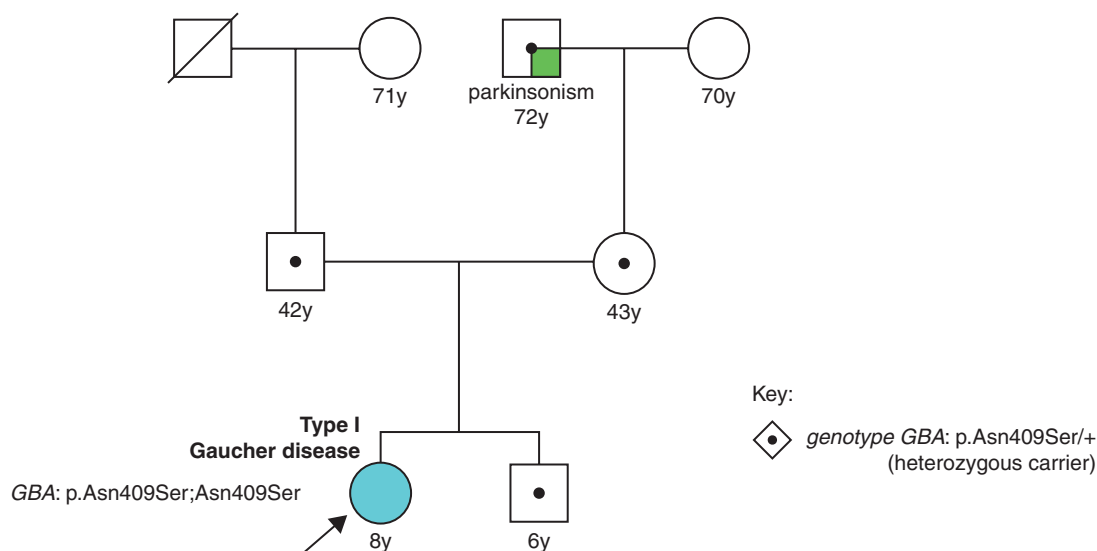 71y
parkinsonism
72y
70y
42y
43y
Type I
Gaucher disease
GBA: p.Asn409Ser;Asn409Ser
8y
6y
Key:
genotype GBA: p.Asn409Ser/+
(heterozygous carrier)